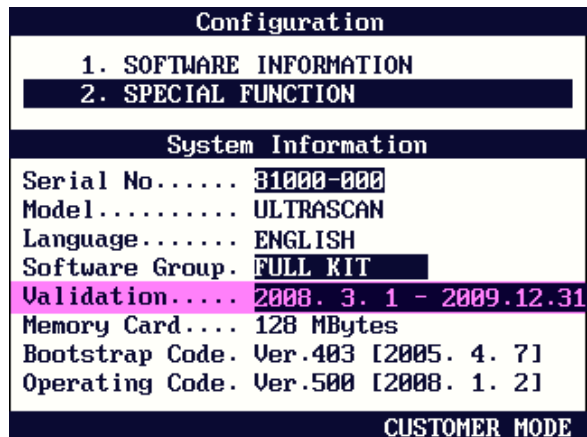 Configuration
1. SOFTWARE INFORMATION
2. SPECIAL FUNCTION
System Information
Serial No...... 81000-000
Model.......... ULTRASCAN
Language....... ENGLISH
Software Group. FULL KIT
Validation..... 2008. 3. 1 - 2009.12.31
Memory Card.... 128 MBytes
Bootstrap Code. Ver.403 [2005. 4. 7]
Operating Code. Ver.500 [2008. 1. 2]
CUSTOMER MODE